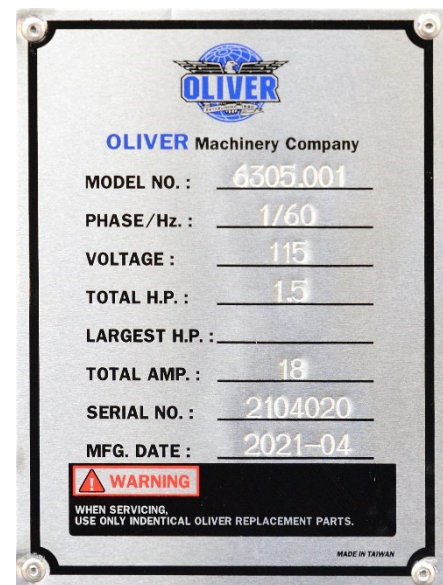 OLIVER
OLIVER Machinery Company
MODEL NO. : 6305.001
PHASE/Hz. : 1/60
VOLTAGE : 115
TOTAL H.P. : 1.5
LARGEST H.P. :
TOTAL AMP. : 18
SERIAL NO. : 2104020
MFG. DATE : 2021-04
WARNING
WHEN SERVICING,
USE ONLY INDENTICAL OLIVER REPLACEMENT PARTS.
MADE IN TAIWAN